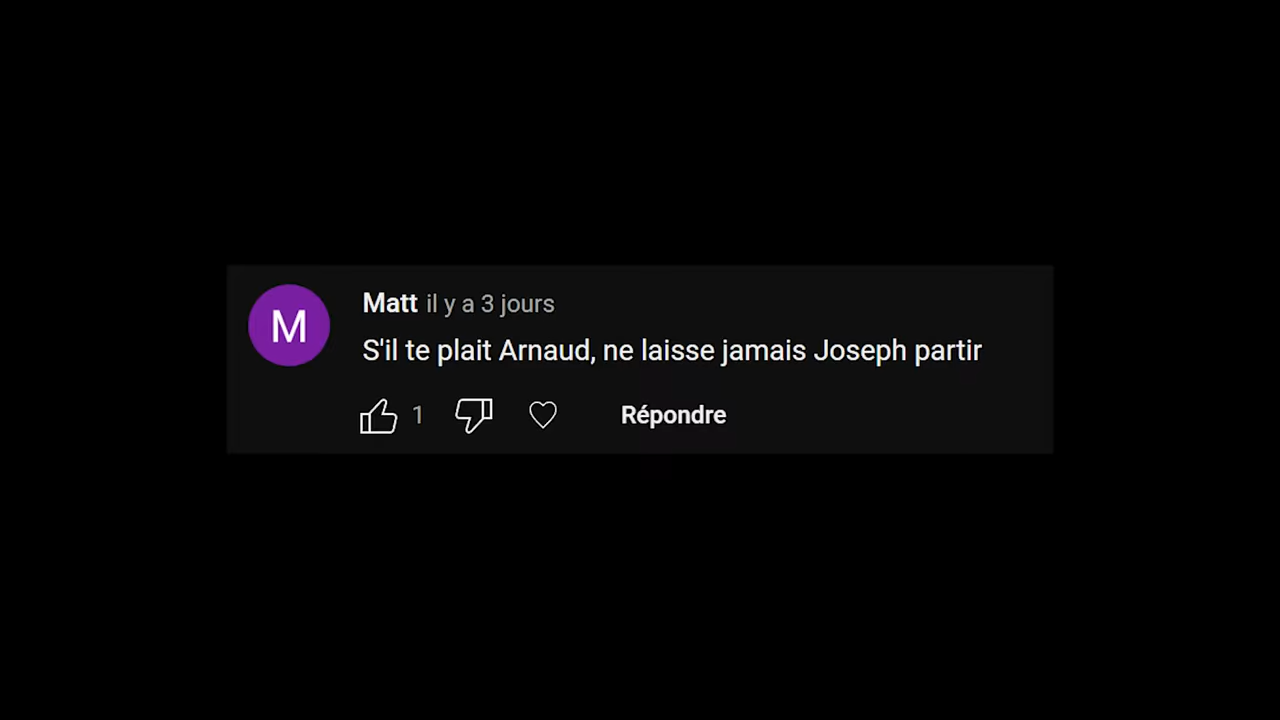 M
Matt il y a 3 jours
S'il te plait Arnaud, ne laisse jamais Joseph partir
1 Répondre